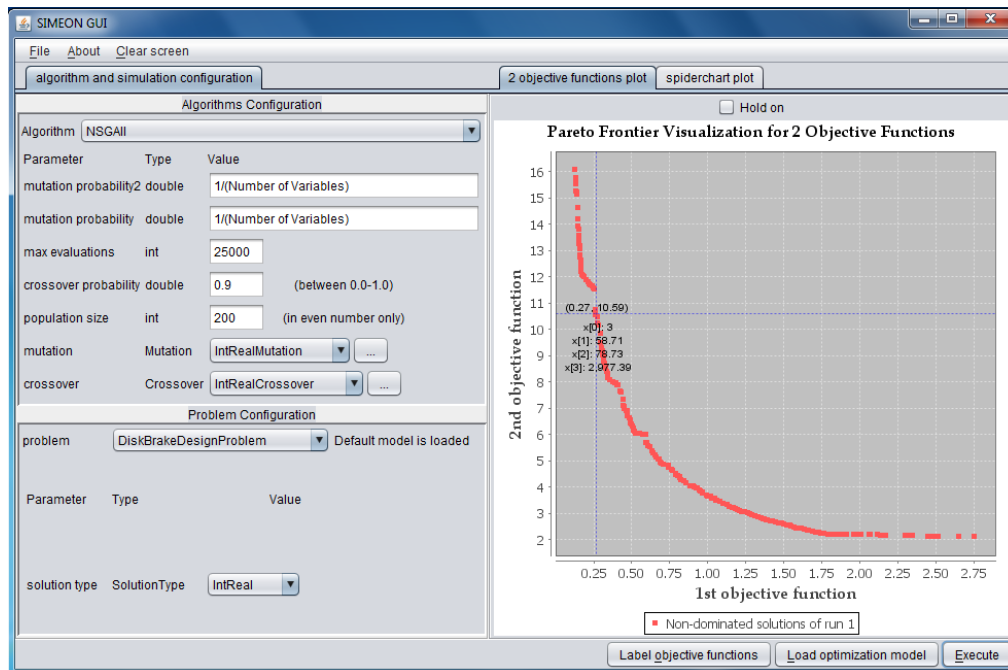 SIMEON GUI
File About Clear screen
algorithm and simulation configuration
2 objective functions plot spiderchart plot
Algorithms Configuration
Algorithm NSGAII
Parameter Type Value
mutation probability2 double 1/(Number of Variables)
mutation probability double 1/(Number of Variables)
max evaluations int 25000
crossover probability double 0.9 (between 0.0-1.0)
population size int 200 (in even number only)
mutation Mutation IntRealMutation ...
crossover Crossover IntRealCrossover ...
Problem Configuration
problem DiskBrakeDesignProblem Default model is loaded
Parameter Type Value
solution type SolutionType IntReal
Hold on
Pareto Frontier Visualization for 2 Objective Functions
2nd objective function
16
15
14
13
12
11
10
9
8
7
6
5
4
3
2
(0.27, 10.59)
x[0]: 3
x[1]: 58.71
x[2]: 78.73
x[3]: 2,977.39
0.25 0.50 0.75 1.00 1.25 1.50 1.75 2.00 2.25 2.50 2.75
1st objective function
Non-dominated solutions of run 1
Label objective functions Load optimization model Execute